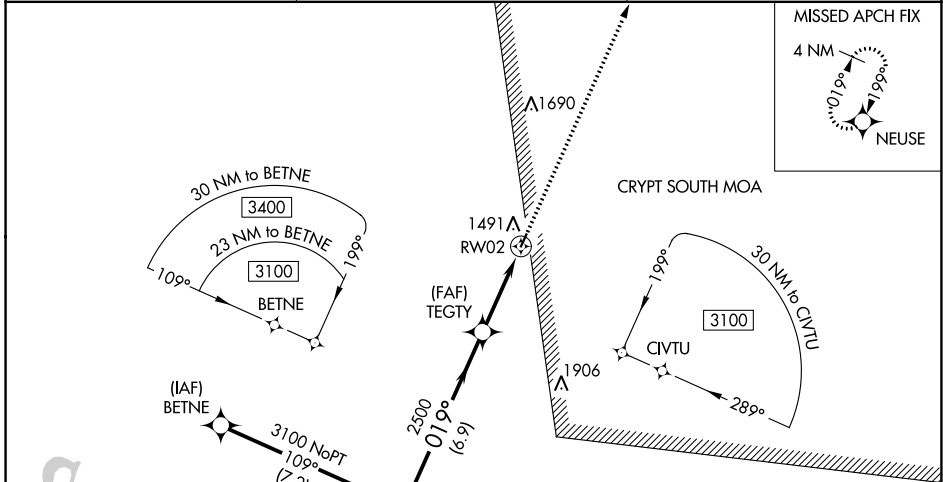 MISSED APCH FIX
4 NM
019°
199°
NEUSE
1690
30 NM to BETNE
3400
23 NM to BETNE
3100
109°
199°
BETNE
CRYPT SOUTH MOA
1491
RW02
(FAF)
TEGTY
199°
30 NM to CIVTU
3100
CIVTU
289°
1906
(IAF)
BETNE
3100 NoPT
109°
2500
019°
(6.9)